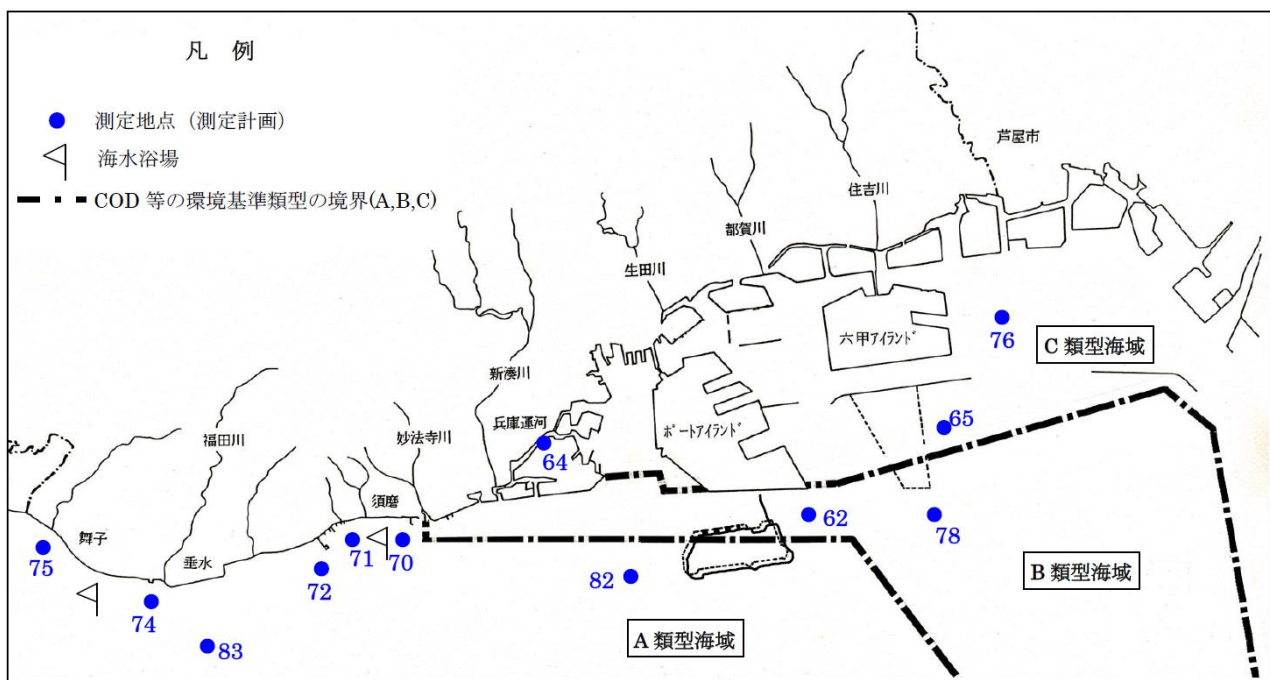 凡 例
測定地点（測定計画）
海水浴場
COD 等の環境基準類型の境界(A,B,C)
芦屋市
住吉川
都賀川
生田川
六甲アイランド
76
C 類型海域
新湊川
兵庫運河
64
ポートアイランド
65
妙法寺川
福田川
須磨
舞子
垂水
75
71
70
72
74
83
82
62
78
B 類型海域
A 類型海域